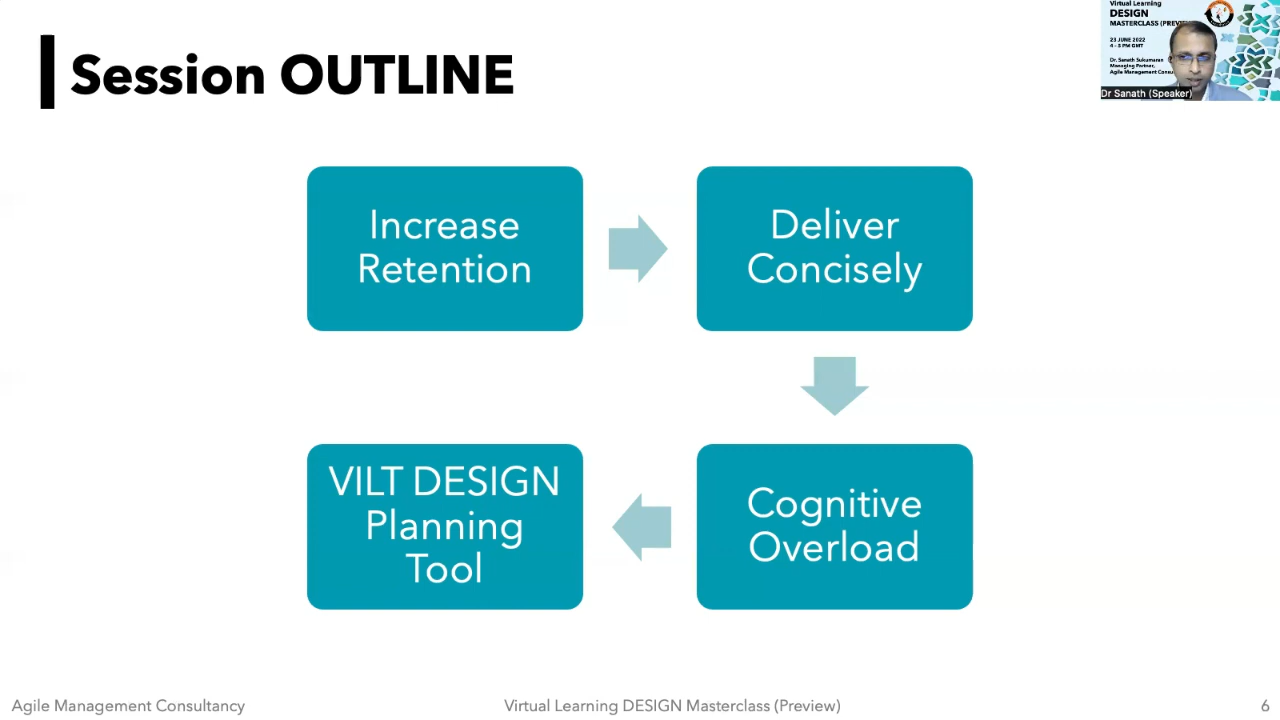 Session OUTLINE
Virtual Learning
DESIGN
MASTERCLASS
23 JUNE 2022
4 - 5 PM GMT
Dr. Sanath Sukumaran
Managing Partner,
Agile Management
Dr Sanath (Speaker)
Increase
Retention
Deliver
Concisely
Cognitive
Overload
VILT DESIGN
Planning
Tool
Agile Management Consultancy
Virtual Learning DESIGN Masterclass (Preview)
6